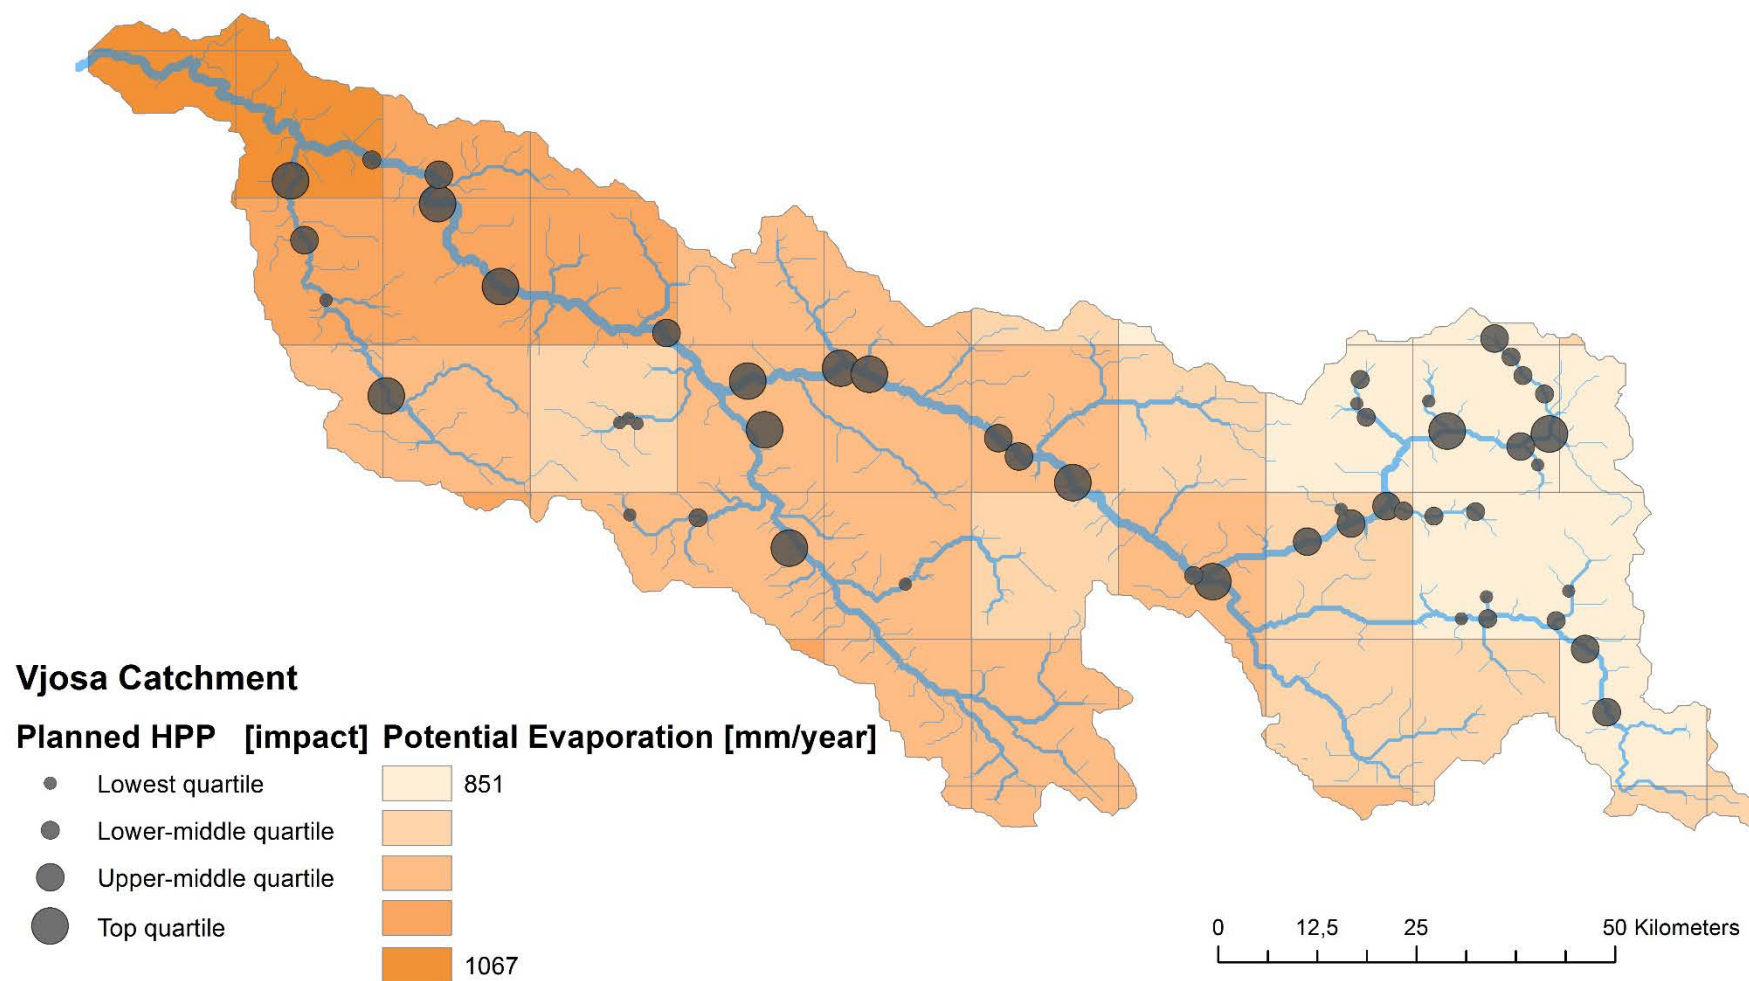 Vjosa Catchment
Planned HPP [impact] Potential Evaporation [mm/year]
Lowest quartile 851
Lower-middle quartile
Upper-middle quartile
Top quartile
1067
0 12,5 25 50 Kilometers